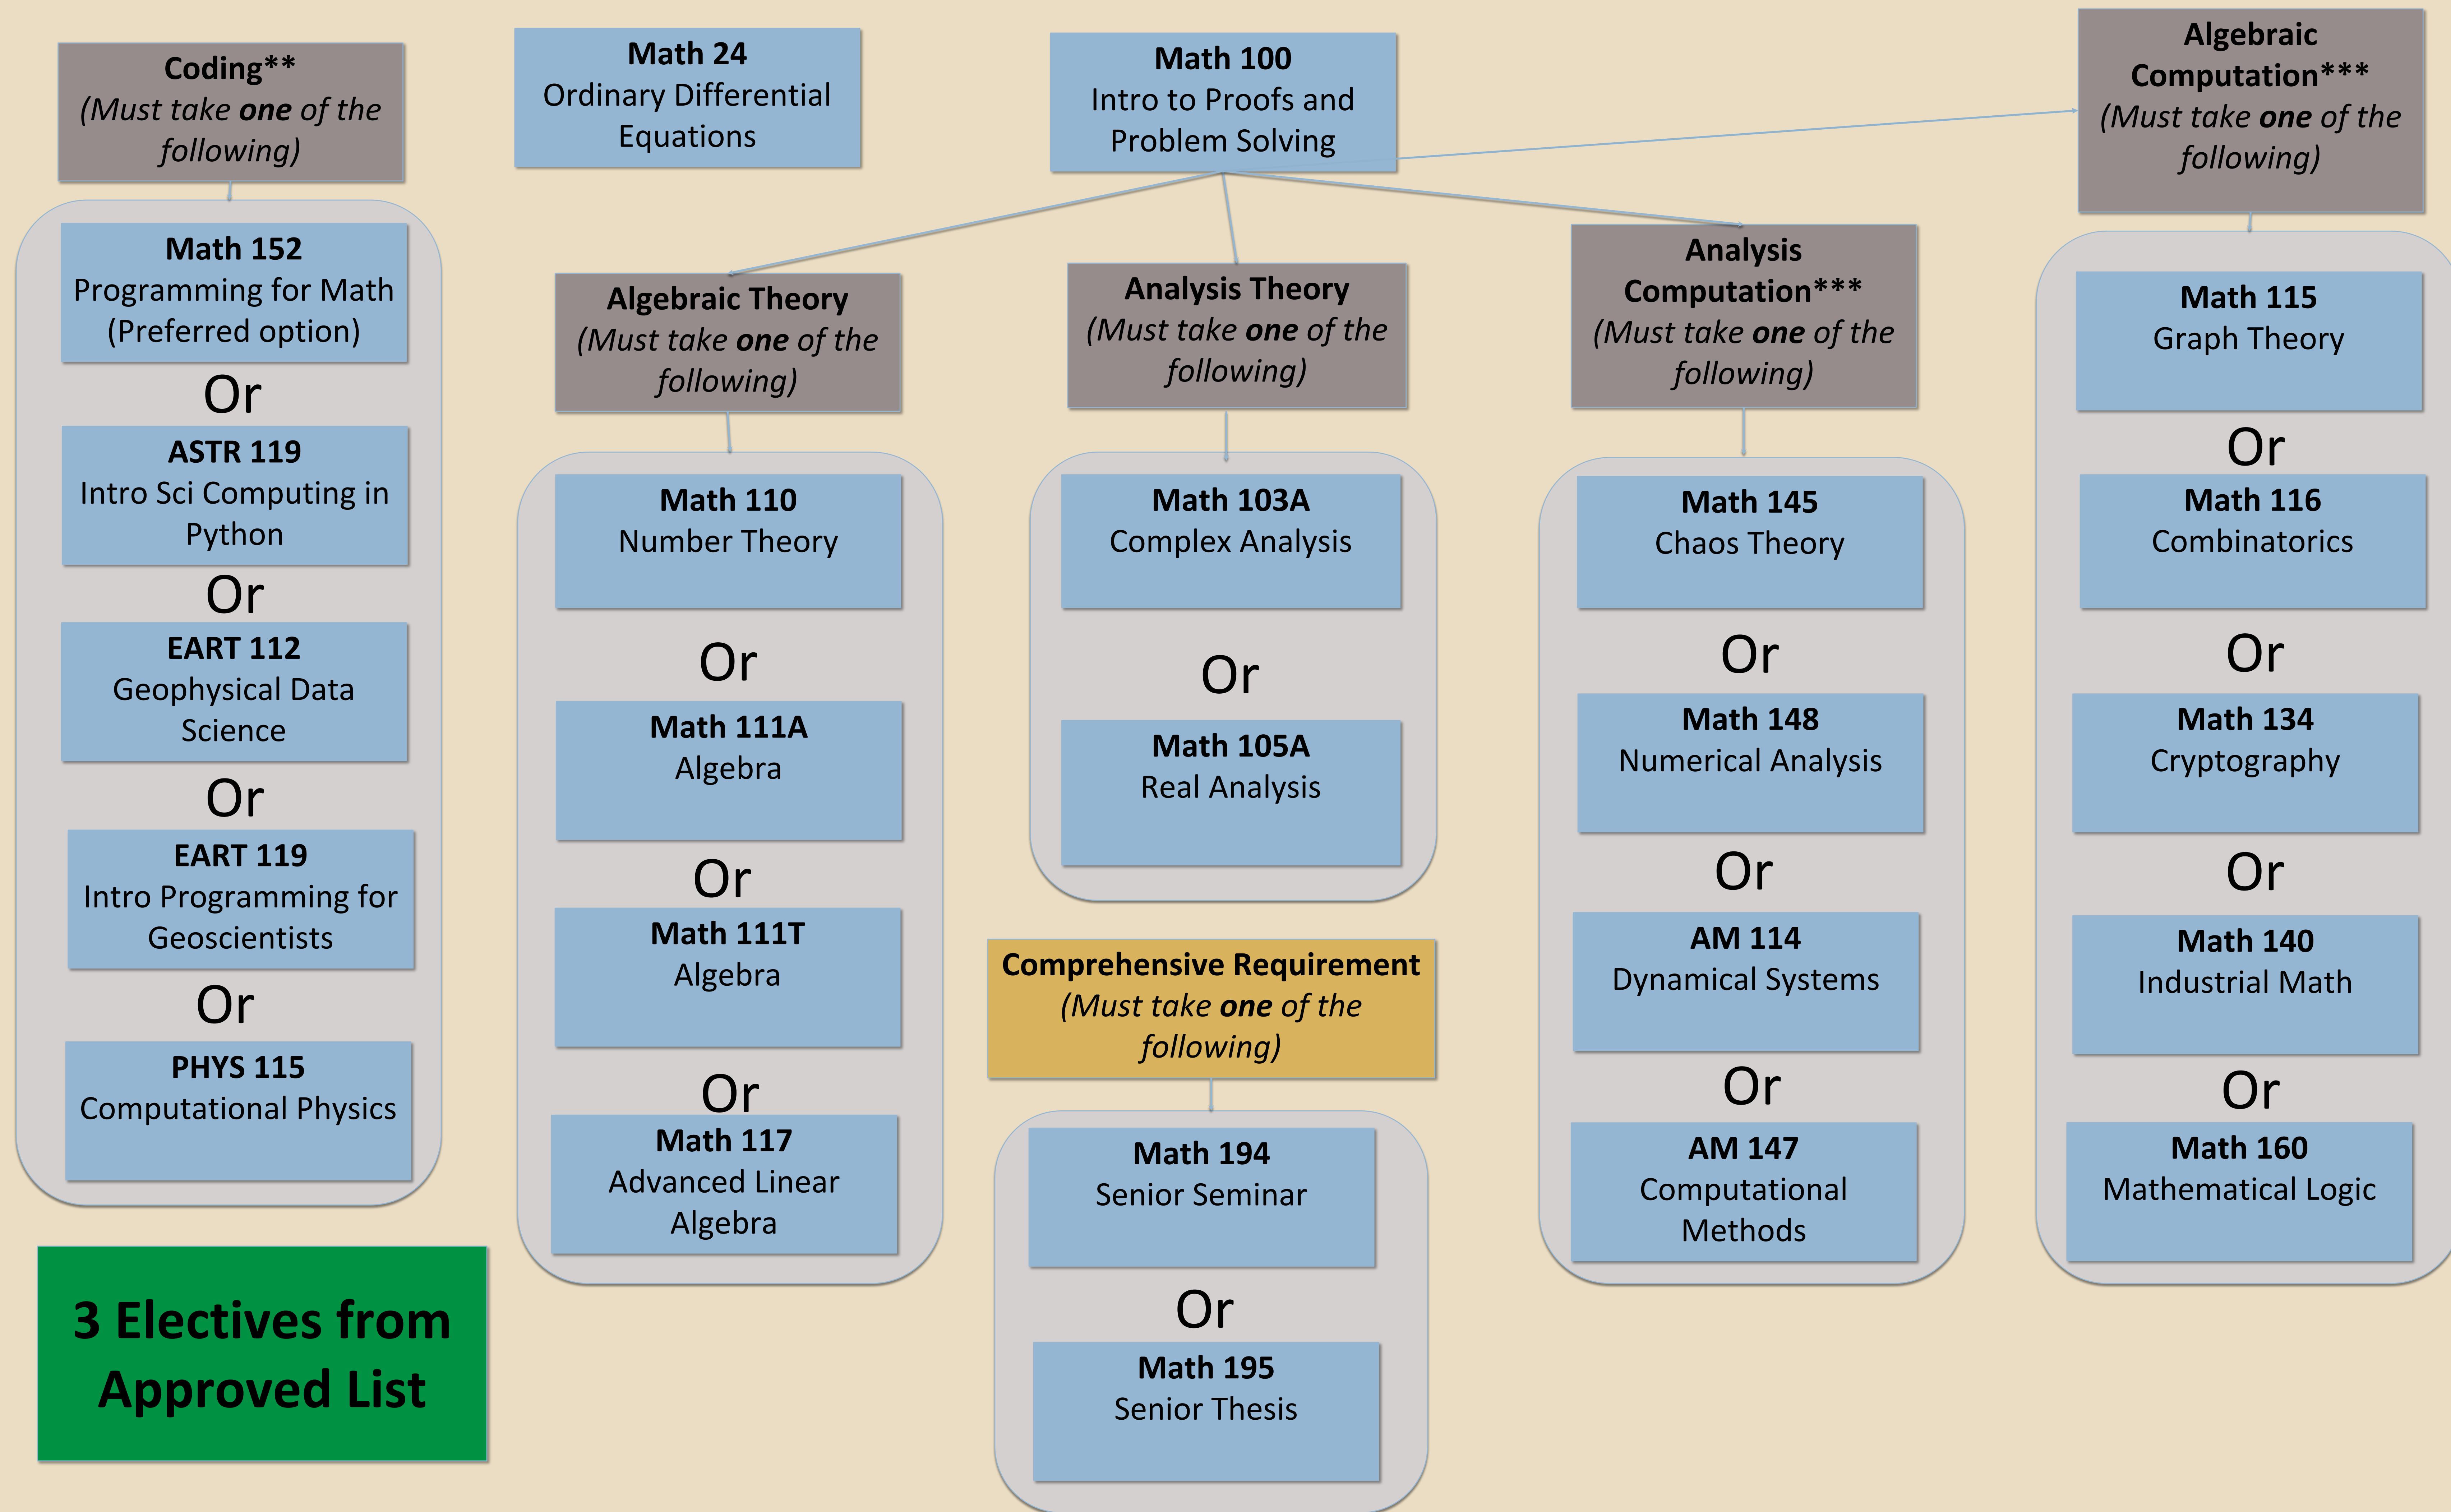 Coding**
(Must take one of the
following)
Math 152
Programming for Math
(Preferred option)
Or
ASTR 119
Intro Sci Computing in
Python
Or
EART 112
Geophysical Data
Science
Or
EART 119
Intro Programming for
Geoscientists
Or
PHYS 115
Computational Physics
3 Electives from
Approved List
Math 24
Ordinary Differential
Equations
Math 100
Intro to Proofs and
Problem Solving
Algebraic Theory
(Must take one of the
following)
Math 110
Number Theory
Or
Math 111A
Algebra
Or
Math 111T
Algebra
Or
Math 117
Advanced Linear
Algebra
Analysis Theory
(Must take one of the
following)
Math 103A
Complex Analysis
Or
Math 105A
Real Analysis
Comprehensive Requirement
(Must take one of the
following)
Math 194
Senior Seminar
Or
Math 195
Senior Thesis
Analysis
Computation***
(Must take one of the
following)
Math 145
Chaos Theory
Or
Math 148
Numerical Analysis
Or
AM 114
Dynamical Systems
Or
AM 147
Computational
Methods
Algebraic
Computation***
(Must take one of the
following)
Math 115
Graph Theory
Or
Math 116
Combinatorics
Or
Math 134
Cryptography
Or
Math 140
Industrial Math
Or
Math 160
Mathematical Logic